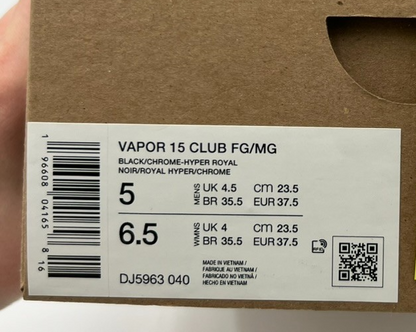 VAPOR 15 CLUB FG/MG
BLACK/CHROME-HYPER ROYAL
NOIR/ROYAL HYPER/CHROME
5 MENS UK 4.5 cm 23.5
BR 35.5 EUR 37.5
6.5 WMNS UK 4 cm 23.5
BR 35.5 EUR 37.5
DJ5963 040
MADE IN VIETNAM /
FABRIQUÉ AU VIETNAM /
FABRICADO NO VIETNÃ /
HECHO EN VIETNAM
RFID
1 96608 04165 8 16